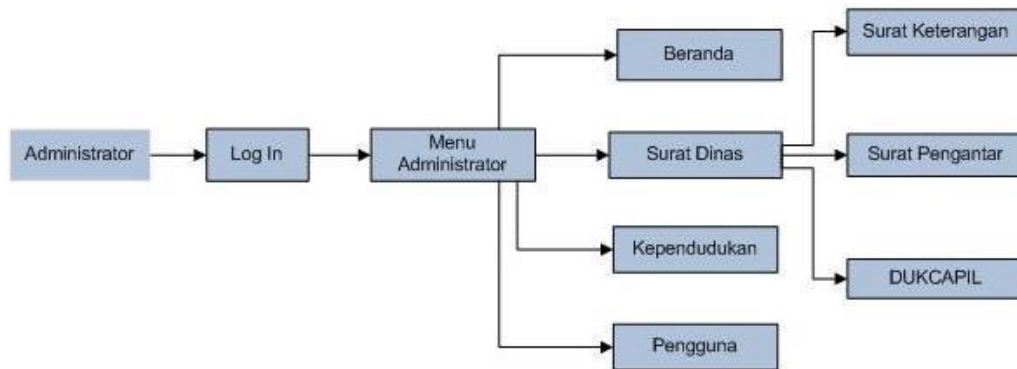 Administrator
Log In
Menu
Administrator
Beranda
Surat Dinas
Kependudukan
Pengguna
Surat Keterangan
Surat Pengantar
DUKCAPIL